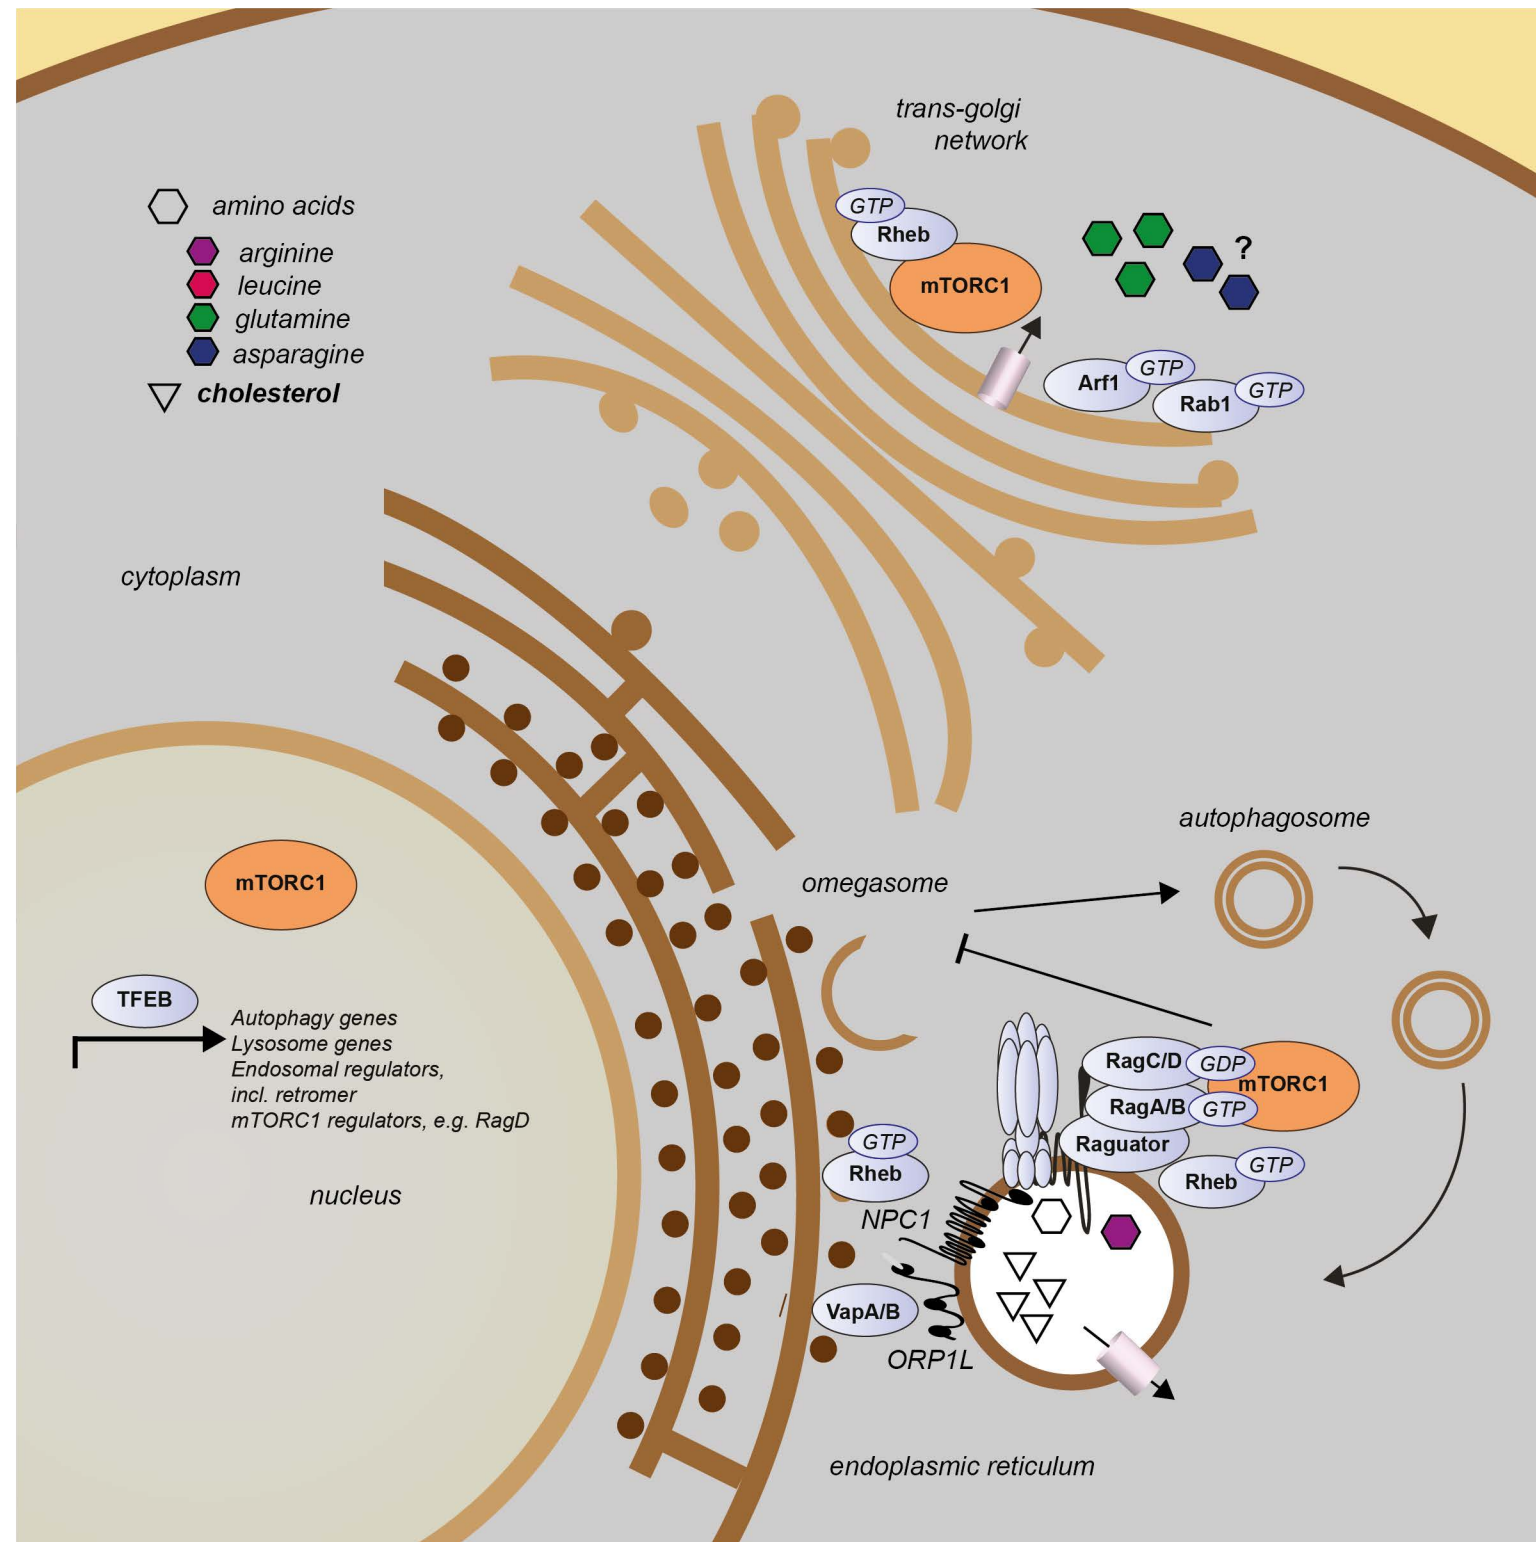 trans-golgi
network
amino acids
arginine
leucine
glutamine
asparagine
cholesterol
GTP
Rheb
mTORC1
?
Arf1
GTP
Rab1
GTP
cytoplasm
autophagosome
omegasome
mTORC1
TFEB
Autophagy genes
Lysosome genes
Endosomal regulators,
incl. retromer
mTORC1 regulators, e.g. RagD
nucleus
RagC/D
GDP
mTORC1
RagA/B
GTP
Raguator
Rheb
GTP
GTP
Rheb
NPC1
VapA/B
ORP1L
endoplasmic reticulum